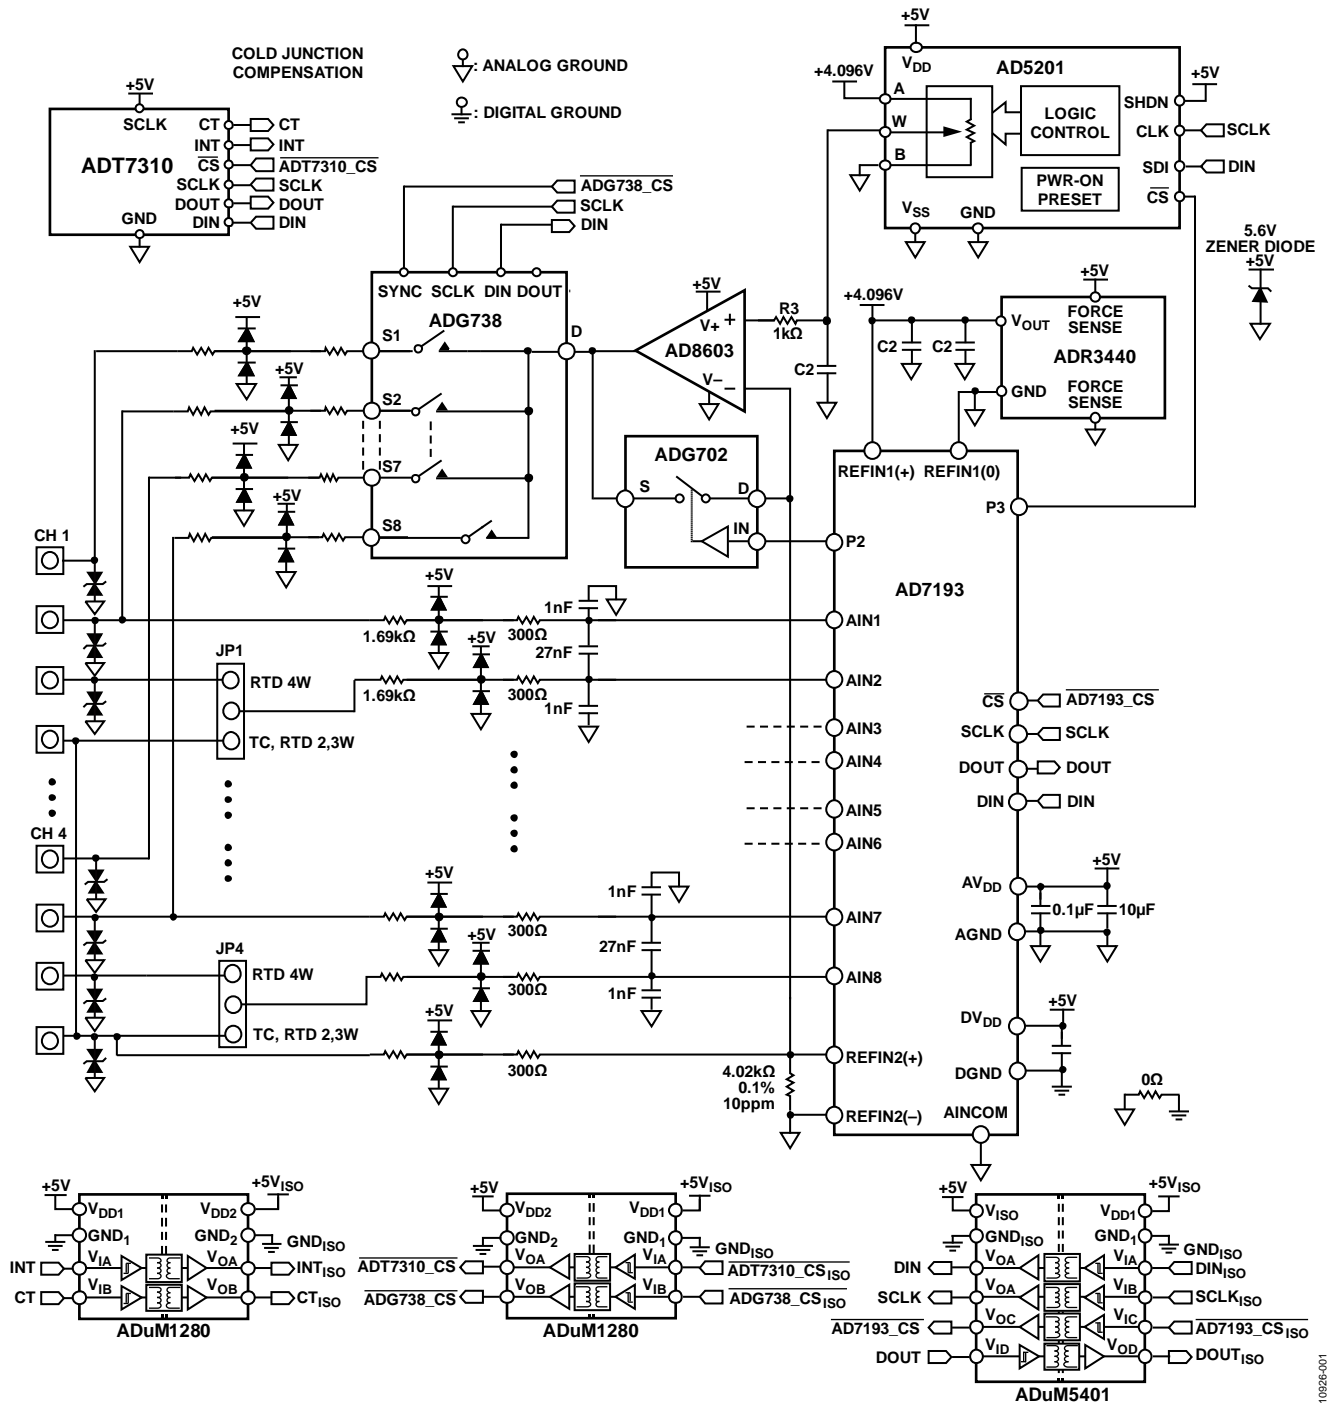 COLD JUNCTION
COMPENSATION
: ANALOG GROUND
: DIGITAL GROUND
+5V
SCLK
ADT7310
GND
CT
INT
CS
SCLK
DOUT
DIN
CT
INT
ADT7310_CS
SCLK
DOUT
DIN
ADG738_CS
SCLK
DIN
SYNC SCLK DIN DOUT
ADG738
D
S1
S2
S7
S8
+5V
+5V
+5V
+5V
+5V
V+
+
AD8603
V–
–
R3
1kΩ
C2
+5V
VDD
AD5201
+4.096V
A
W
B
LOGIC
CONTROL
PWR-ON
PRESET
VSS
GND
SHDN
CLK
SDI
CS
+5V
SCLK
DIN
5.6V
ZENER DIODE
+5V
+4.096V
C2
C2
+5V
FORCE
SENSE
VOUT
ADR3440
GND
FORCE
SENSE
ADG702
S
D
IN
REFIN1(+) REFIN1(0)
P3
P2
AD7193
AIN1
AIN2
AIN3
AIN4
AIN5
AIN6
AIN7
AIN8
REFIN2(+)
REFIN2(–)
AINCOM
CS
SCLK
DOUT
DIN
AD7193_CS
SCLK
DOUT
DIN
AVDD
AGND
+5V
0.1µF
10µF
DVDD
DGND
+5V
0Ω
CH 1
CH 4
JP1
RTD 4W
TC, RTD 2,3W
JP4
RTD 4W
TC, RTD 2,3W
+5V
1.69kΩ
300Ω
1nF
27nF
+5V
1.69kΩ
300Ω
1nF
+5V
300Ω
1nF
27nF
+5V
300Ω
1nF
+5V
300Ω
4.02kΩ
0.1%
10ppm
+5V
+5VISO
VDD1
VDD2
GND1
GND2
GNDISO
INT
VIA
VOA
INTISO
CT
VIB
VOB
CTISO
ADuM1280
+5V
+5VISO
VDD2
VDD1
GND2
GND1
GNDISO
ADT7310_CS
VOA
VIA
ADT7310_CSISO
ADG738_CS
VOB
VIB
ADG738_CSISO
ADuM1280
+5V
+5VISO
VISO
VDD1
GNDISO
GND1
GNDISO
DIN
VOA
VIA
DINISO
SCLK
VOA
VIB
SCLKISO
AD7193_CS
VOC
VIC
AD7193_CSISO
DOUT
VID
VOD
DOUTISO
ADuM5401
10926-001